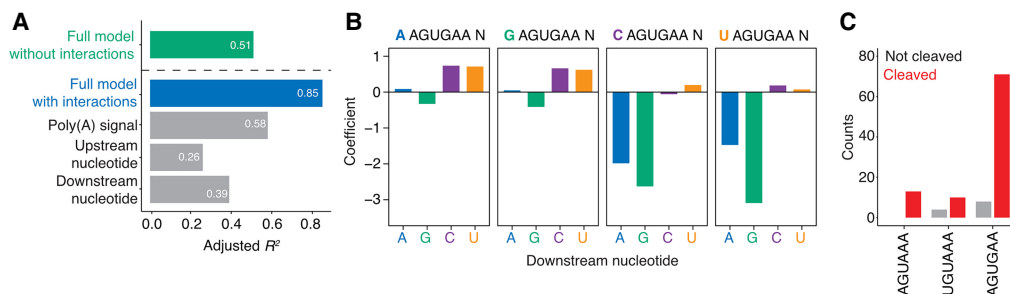 A
Full model
without interactions
0.51
Full model
with interactions
0.85
Poly(A) signal
0.58
Upstream
nucleotide
0.26
Downstream
nucleotide
0.39
0.0 0.2 0.4 0.6 0.8
Adjusted R²
B
A AGUGAA N
G AGUGAA N
C AGUGAA N
U AGUGAA N
Coefficient
1
0
−1
−2
−3
A G C U
A G C U
A G C U
A G C U
Downstream nucleotide
C
Not cleaved
Cleaved
Counts
80
60
40
20
0
AGUAAA
UGUAAA
AGUGAA